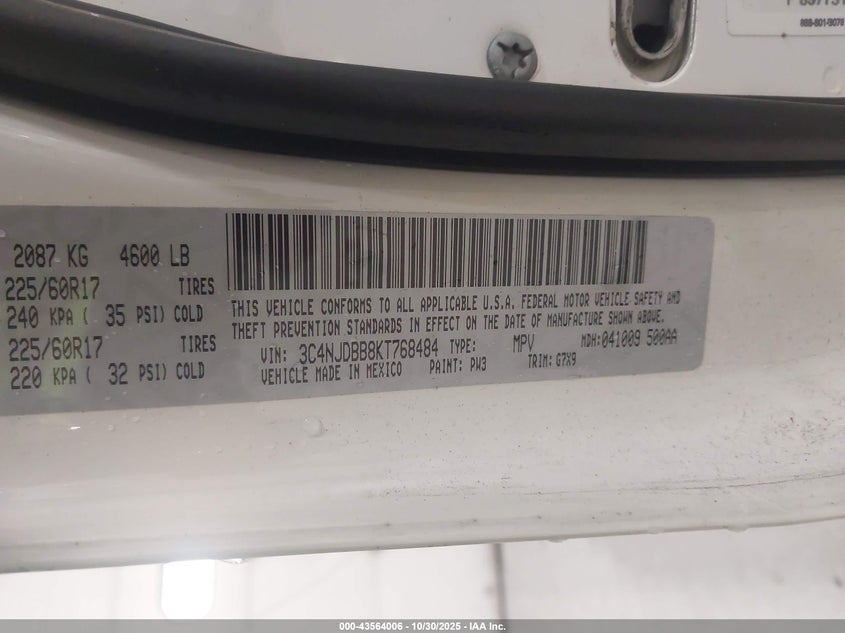 888-601-B078
2087 KG 4600 LB
225/60R17 TIRES
240 KPA ( 35 PSI) COLD
225/60R17 TIRES
220 KPA ( 32 PSI) COLD
THIS VEHICLE CONFORMS TO ALL APPLICABLE U.S.A. FEDERAL MOTOR VEHICLE SAFETY AND
THEFT PREVENTION STANDARDS IN EFFECT ON THE DATE OF MANUFACTURE SHOWN ABOVE.
VIN: 3C4NJDBB8KT768484 TYPE: MPV MDH:041009 500AA
VEHICLE MADE IN MEXICO PAINT: PW3 TRIM: G7X9
000-43564006 - 10/30/2025 - IAA Inc.